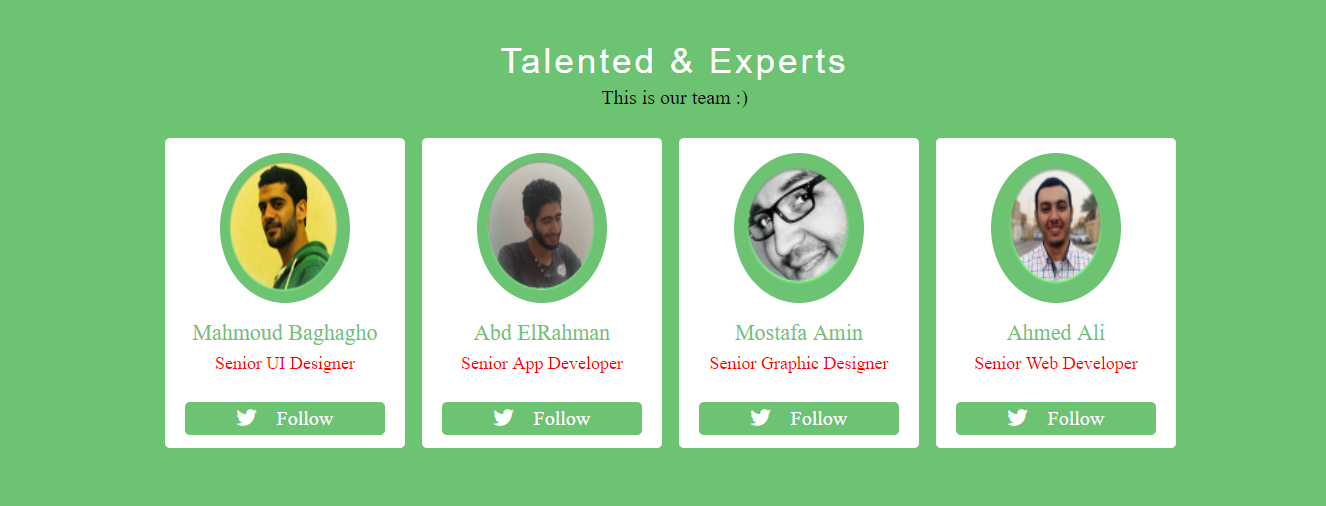 Talented & Experts
This is our team :)
Mahmoud Baghagho
Senior UI Designer
Follow
Abd ElRahman
Senior App Developer
Follow
Mostafa Amin
Senior Graphic Designer
Follow
Ahmed Ali
Senior Web Developer
Follow